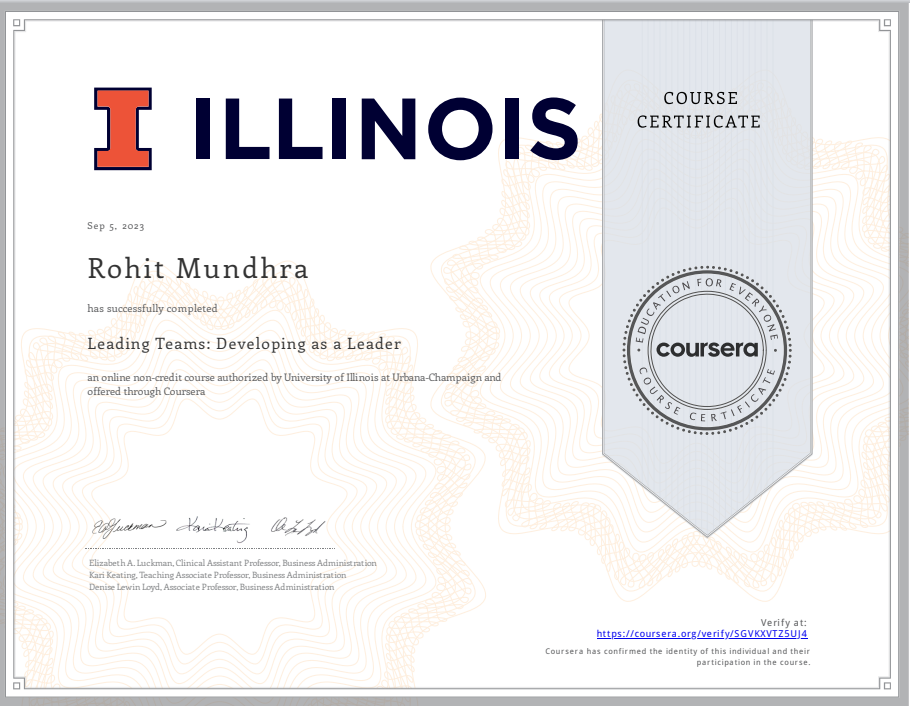 ILLINOIS
COURSE
CERTIFICATE
Sep 5, 2023
Rohit Mundhra
has successfully completed
Leading Teams: Developing as a Leader
an online non-credit course authorized by University of Illinois at Urbana-Champaign and
offered through Coursera
EDUCATION FOR EVERYONE
coursera
COURSE CERTIFICATE
Elizabeth A. Luckman, Clinical Assistant Professor, Business Administration
Kari Keating, Teaching Associate Professor, Business Administration
Denise Lewin Loyd, Associate Professor, Business Administration
Verify at:
https://coursera.org/verify/SGVKXVTZ5UJ4
Coursera has confirmed the identity of this individual and their
participation in the course.